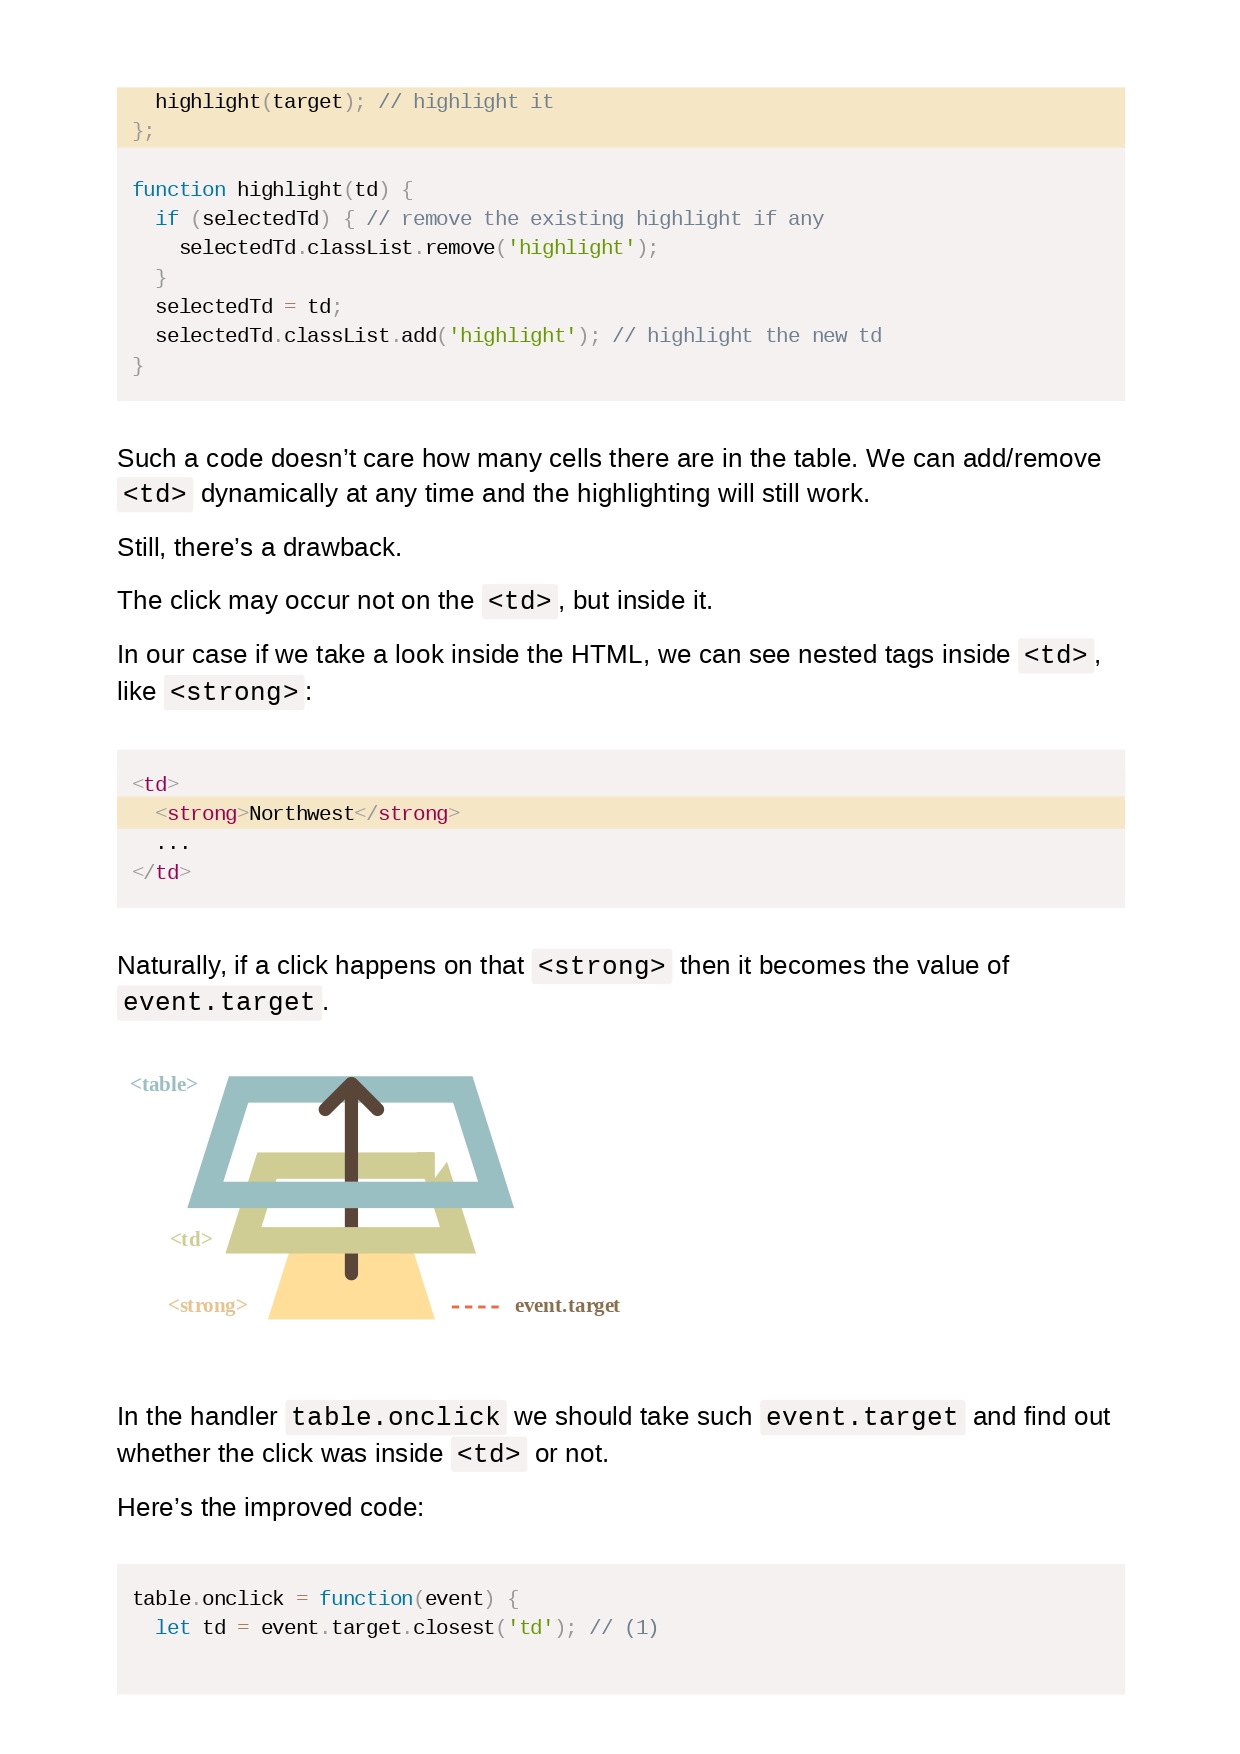 highlight(target); // highlight it
};
function highlight(td) {
  if (selectedTd) { // remove the existing highlight if any
    selectedTd.classList.remove('highlight');
  }
  selectedTd = td;
  selectedTd.classList.add('highlight'); // highlight the new td
}
Such a code doesn’t care how many cells there are in the table. We can add/remove
<td> dynamically at any time and the highlighting will still work.
Still, there’s a drawback.
The click may occur not on the <td>, but inside it.
In our case if we take a look inside the HTML, we can see nested tags inside <td>,
like <strong>:
<td>
  <strong>Northwest</strong>
  ...
</td>
Naturally, if a click happens on that <strong> then it becomes the value of
event.target.
<table>
<td>
<strong>
event.target
In the handler table.onclick we should take such event.target and find out
whether the click was inside <td> or not.
Here’s the improved code:
table.onclick = function(event) {
  let td = event.target.closest('td'); // (1)